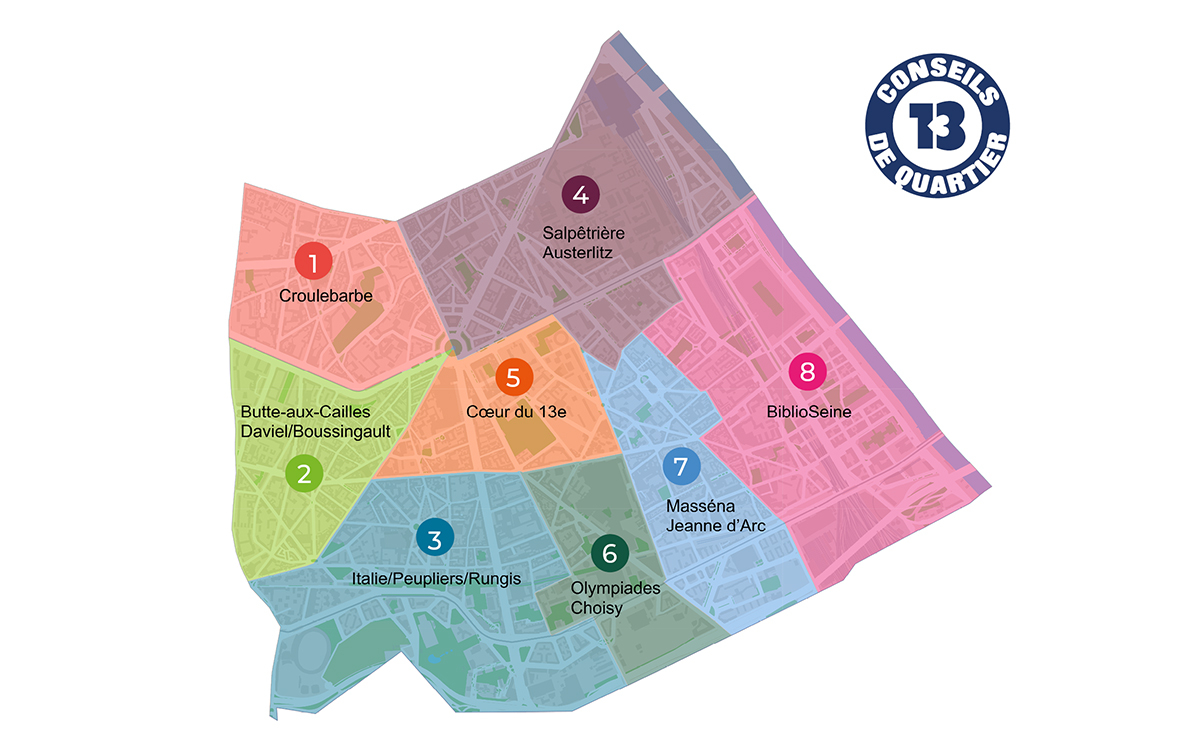 CONSEILS
13
DE QUARTIER
4
Salpêtrière
Austerlitz
1
Croulebarbe
5
Cœur du 13e
8
BiblioSeine
Butte-aux-Cailles
Daviel/Boussingault
2
7
Masséna
Jeanne d’Arc
3
Italie/Peupliers/Rungis
6
Olympiades
Choisy